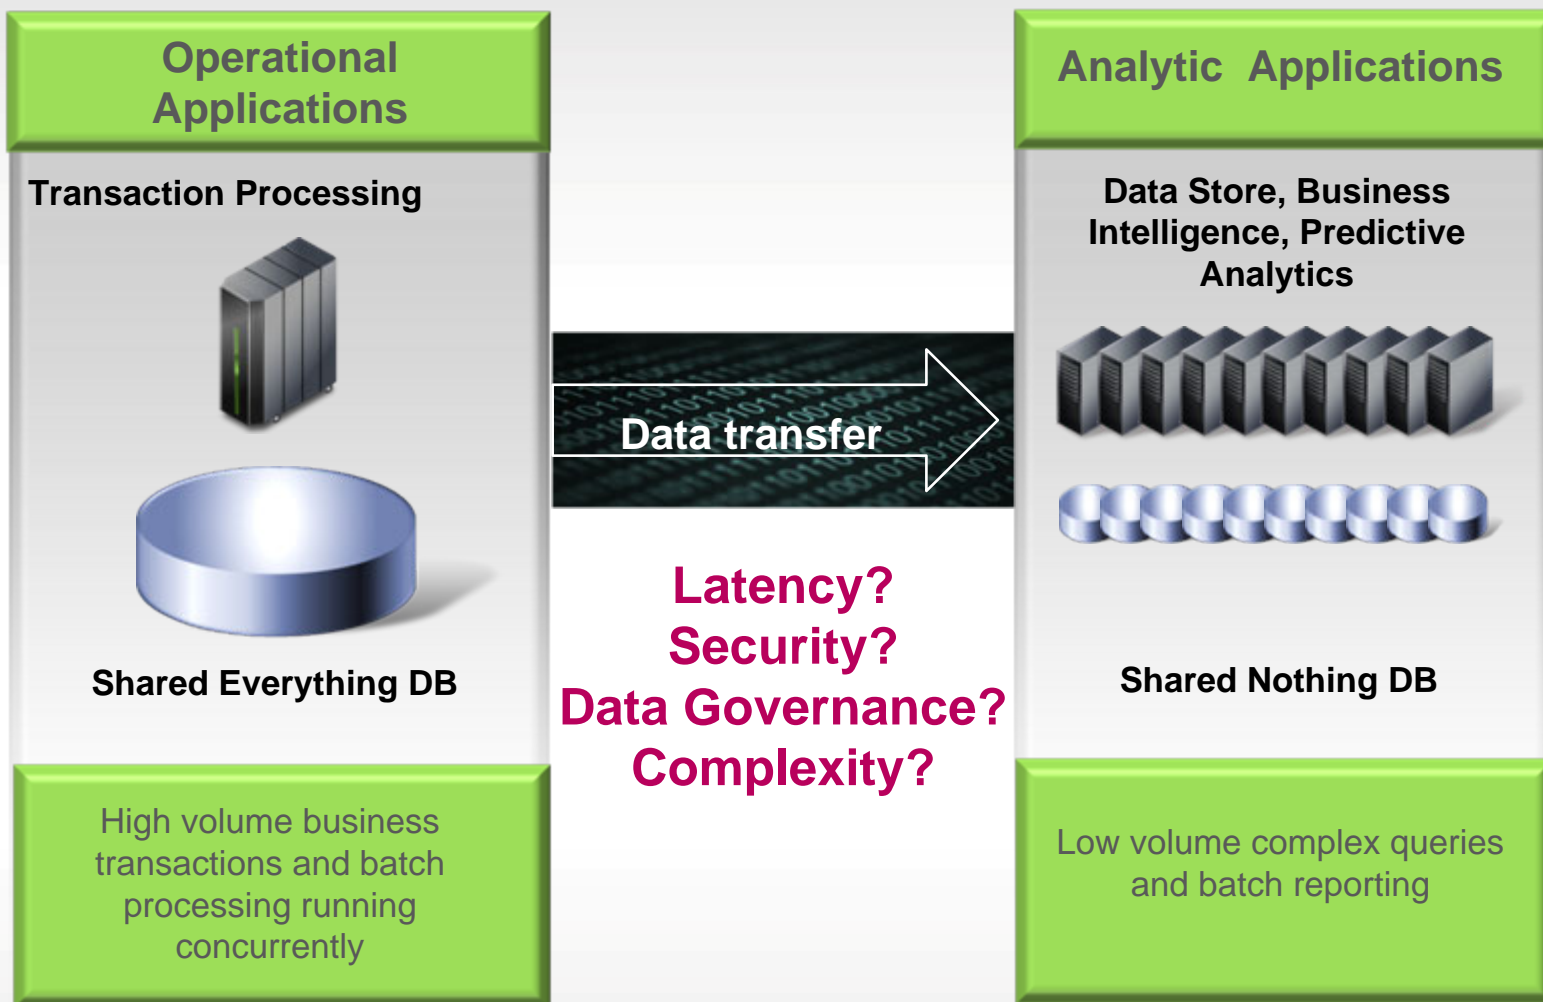 Operational
Applications
Transaction Processing
Shared Everything DB
High volume business
transactions and batch
processing running
concurrently
Data transfer
Latency?
Security?
Data Governance?
Complexity?
Analytic Applications
Data Store, Business
Intelligence, Predictive
Analytics
Shared Nothing DB
Low volume complex queries
and batch reporting